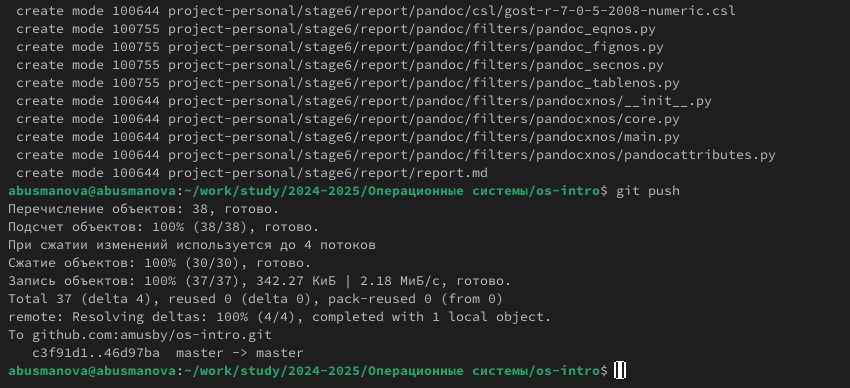 create mode 100644 project-personal/stage6/report/pandoc/csl/gost-r-7-0-5-2008-numeric.csl
create mode 100755 project-personal/stage6/report/pandoc/filters/pandoc_eqnos.py
create mode 100755 project-personal/stage6/report/pandoc/filters/pandoc_fignos.py
create mode 100755 project-personal/stage6/report/pandoc/filters/pandoc_secnos.py
create mode 100755 project-personal/stage6/report/pandoc/filters/pandoc_tablenos.py
create mode 100644 project-personal/stage6/report/pandoc/filters/pandocxnos/__init__.py
create mode 100644 project-personal/stage6/report/pandoc/filters/pandocxnos/core.py
create mode 100644 project-personal/stage6/report/pandoc/filters/pandocxnos/main.py
create mode 100644 project-personal/stage6/report/pandoc/filters/pandocxnos/pandocattributes.py
create mode 100644 project-personal/stage6/report/report.md
abusmanova@abusmanova:~/work/study/2024-2025/Операционные системы/os-intro$ git push
Перечисление объектов: 38, готово.
Подсчет объектов: 100% (38/38), готово.
При сжатии изменений используется до 4 потоков
Сжатие объектов: 100% (30/30), готово.
Запись объектов: 100% (37/37), 342.27 КиБ | 2.18 МиБ/с, готово.
Total 37 (delta 4), reused 0 (delta 0), pack-reused 0 (from 0)
remote: Resolving deltas: 100% (4/4), completed with 1 local object.
To github.com:amusby/os-intro.git
c3f91d1..46d97ba  master -> master
abusmanova@abusmanova:~/work/study/2024-2025/Операционные системы/os-intro$